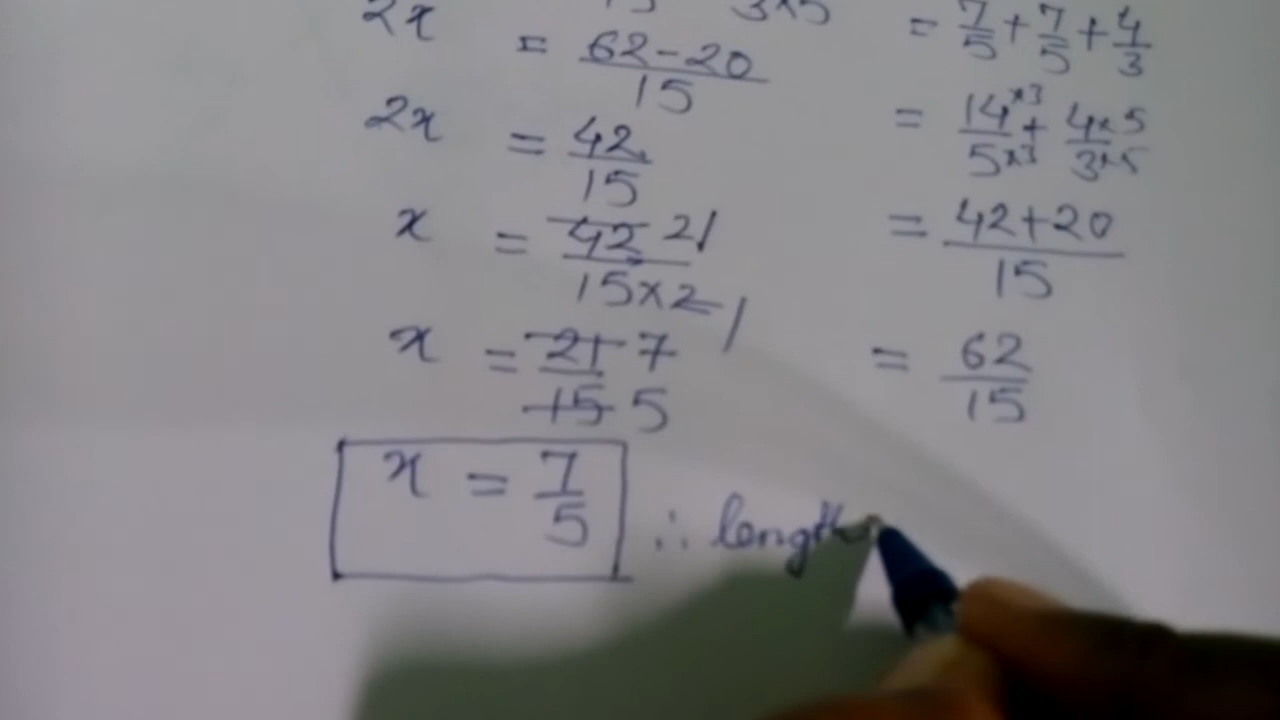 2x
= 62-20/15
2x = 42/15
x = 42 21/15×2 1
x = 21 7/15 5
x = 7/5 ∴ length
= 7/5 + 7/5 + 4/3
= 14×3/5×3 + 4×5/3×5
= 42+20/15
= 62/15